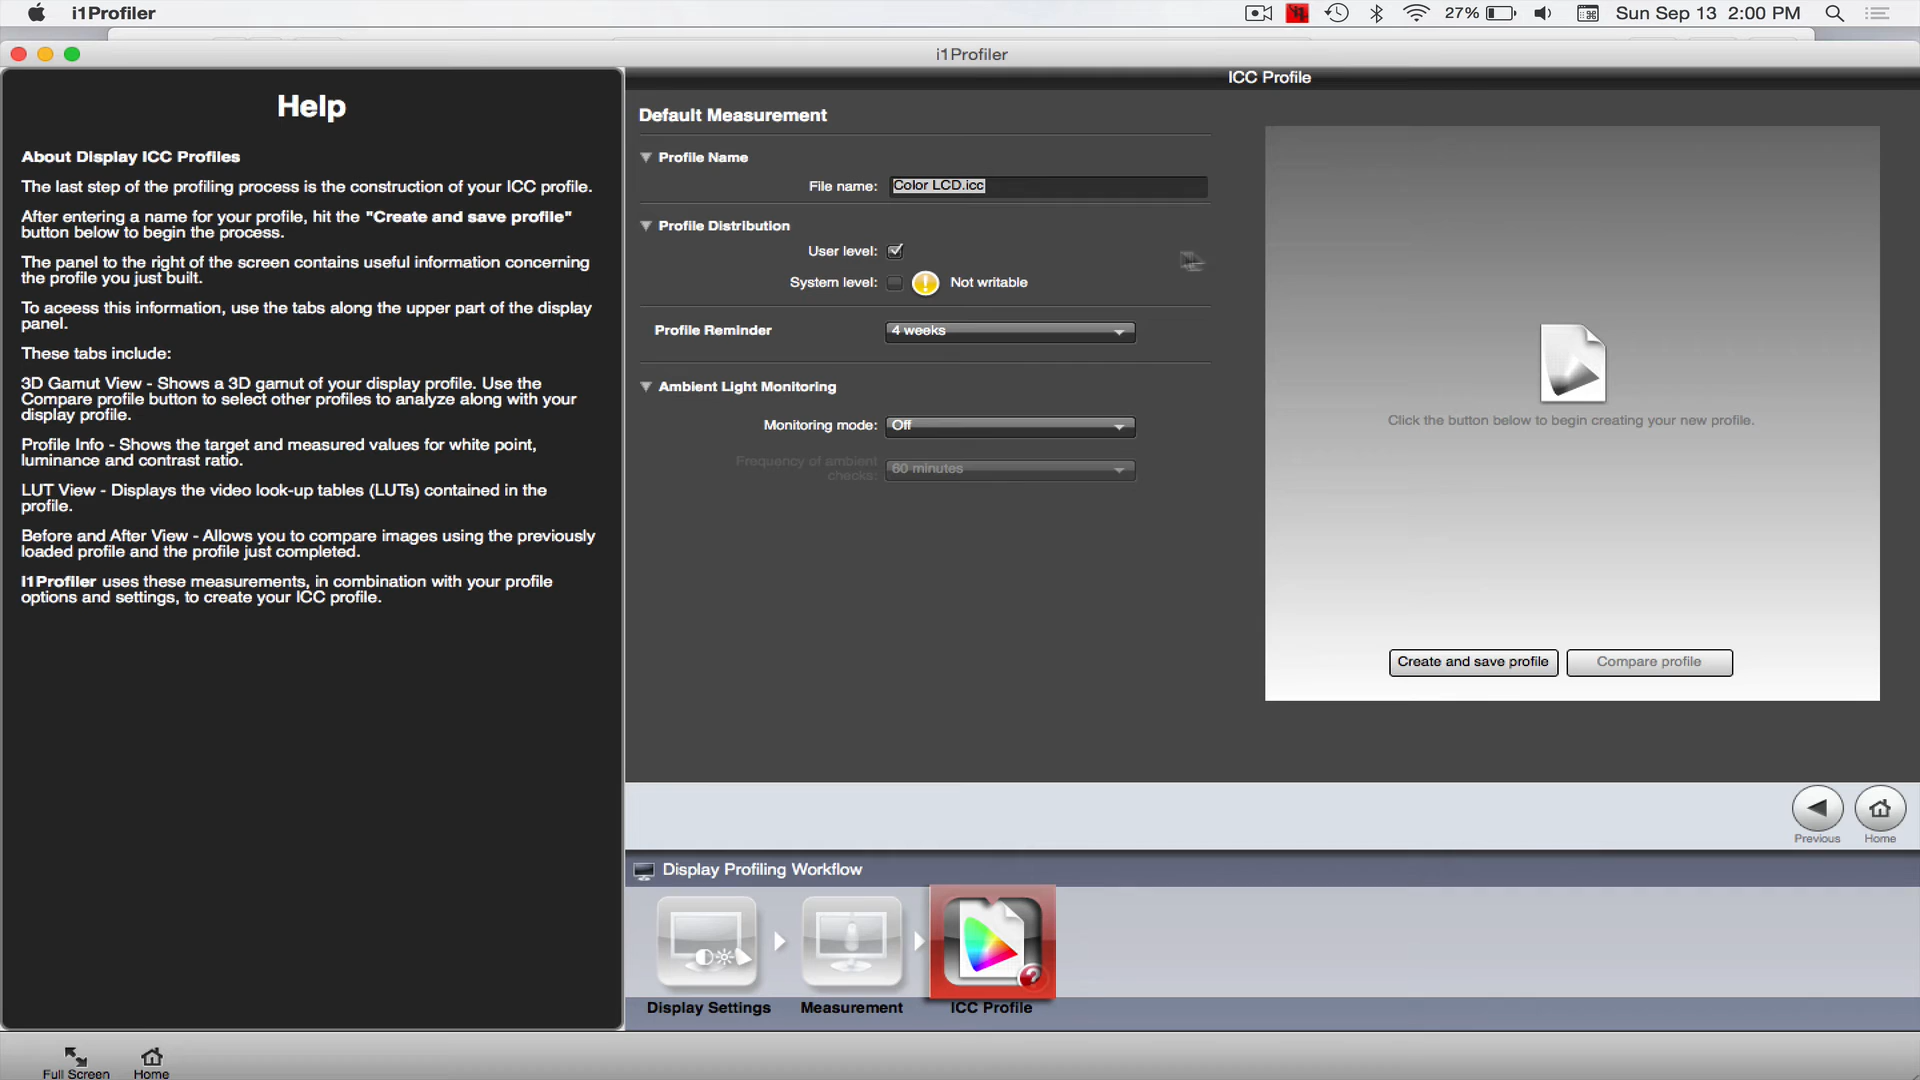 i1Profiler
27%
Sun Sep 13 2:00 PM
i1Profiler
Help
About Display ICC Profiles
The last step of the profiling process is the construction of your ICC profile.
After entering a name for your profile, hit the "Create and save profile"
button below to begin the process.
The panel to the right of the screen contains useful information concerning
the profile you just built.
To aceess this information, use the tabs along the upper part of the display
panel.
These tabs include:
3D Gamut View - Shows a 3D gamut of your display profile. Use the
Compare profile button to select other profiles to analyze along with your
display profile.
Profile Info - Shows the target and measured values for white point,
luminance and contrast ratio.
LUT View - Displays the video look-up tables (LUTs) contained in the
profile.
Before and After View - Allows you to compare images using the previously
loaded profile and the profile just completed.
i1Profiler uses these measurements, in combination with your profile
options and settings, to create your ICC profile.
ICC Profile
Default Measurement
Profile Name
File name: Color LCD.icc
Profile Distribution
User level:
System level: Not writable
Profile Reminder 4 weeks
Ambient Light Monitoring
Monitoring mode: Off
Frequency of ambient
checks: 60 minutes
Click the button below to begin creating your new profile.
Create and save profile Compare profile
Previous Home
Display Profiling Workflow
Display Settings Measurement ICC Profile
Full Screen Home